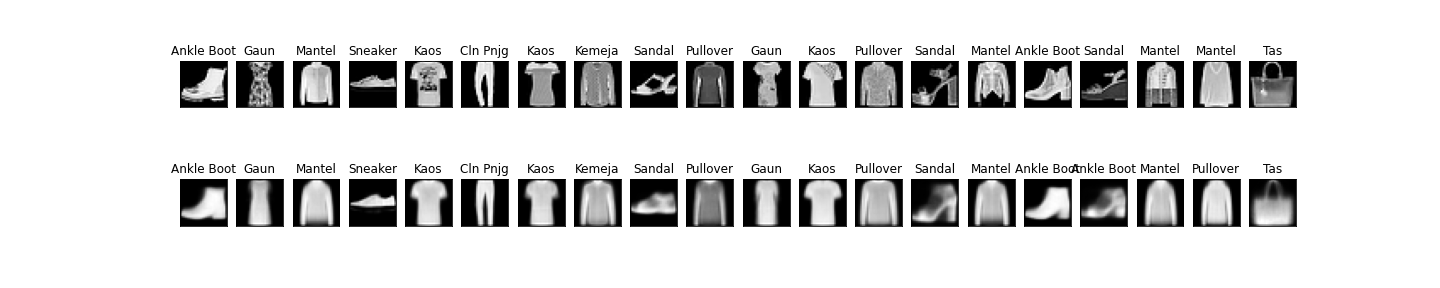 Ankle Boot Gaun Mantel Sneaker Kaos Cln Pnjg Kaos Kemeja Sandal Pullover Gaun Kaos Pullover Sandal Mantel Ankle Boot Sandal Mantel Mantel Tas
Ankle Boot Gaun Mantel Sneaker Kaos Cln Pnjg Kaos Kemeja Sandal Pullover Gaun Kaos Pullover Sandal Mantel Ankle Boot Ankle Boot Mantel Pullover Tas